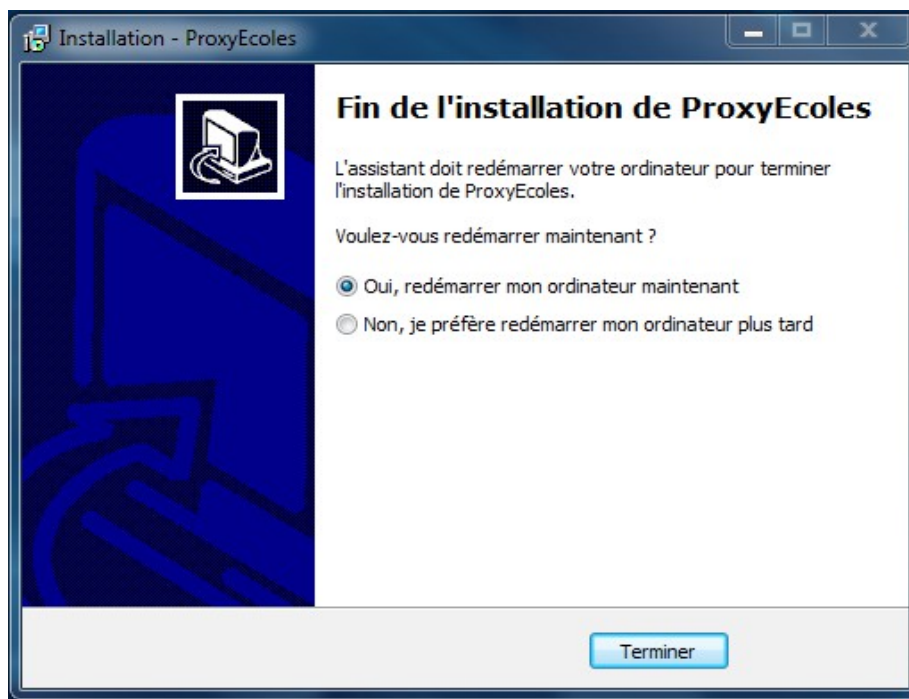 Installation - ProxyEcoles
Fin de l'installation de ProxyEcoles
L'assistant doit redémarrer votre ordinateur pour terminer
l'installation de ProxyEcoles.
Voulez-vous redémarrer maintenant ?
Oui, redémarrer mon ordinateur maintenant
Non, je préfère redémarrer mon ordinateur plus tard
Terminer